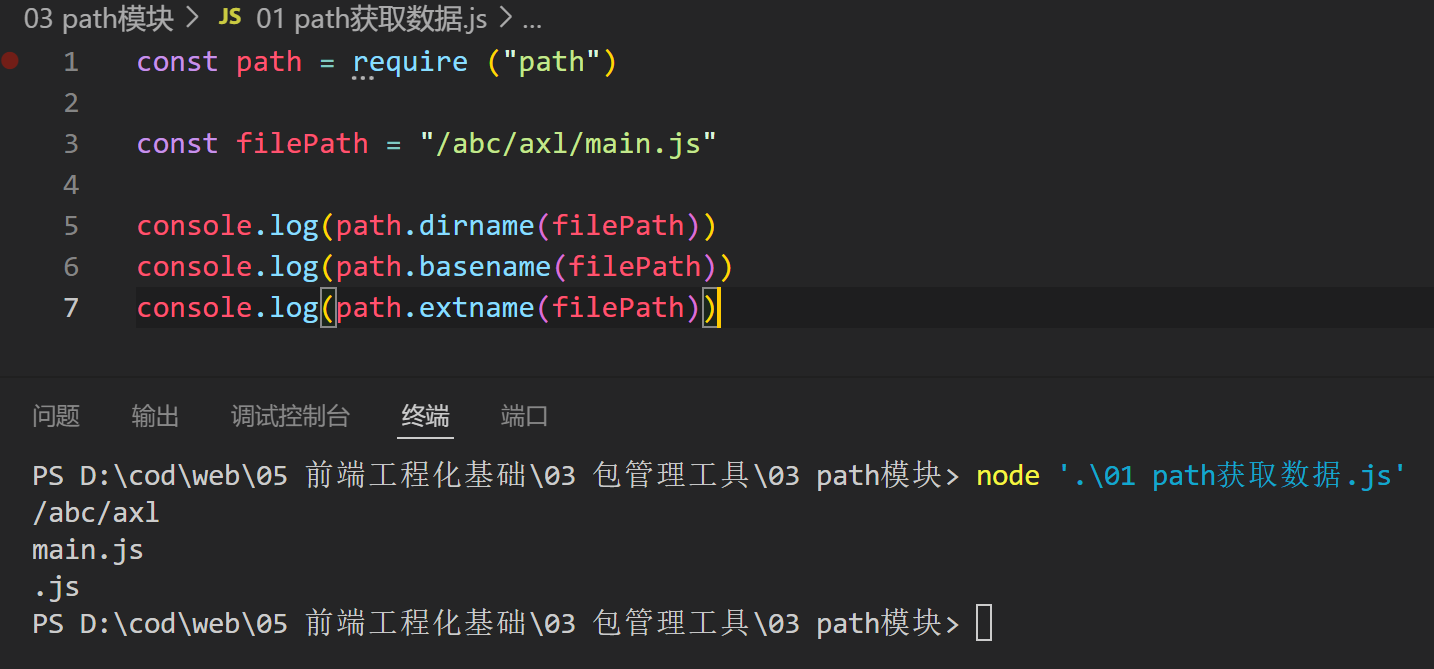 03 path模块 > JS 01 path获取数据.js > ...
1 const path = require ("path")
2
3 const filePath = "/abc/axl/main.js"
4
5 console.log(path.dirname(filePath))
6 console.log(path.basename(filePath))
7 console.log(path.extname(filePath))
问题 输出 调试控制台 终端 端口
PS D:\cod\web\05 前端工程化基础\03 包管理工具\03 path模块> node '.\01 path获取数据.js'
/abc/axl
main.js
.js
PS D:\cod\web\05 前端工程化基础\03 包管理工具\03 path模块>